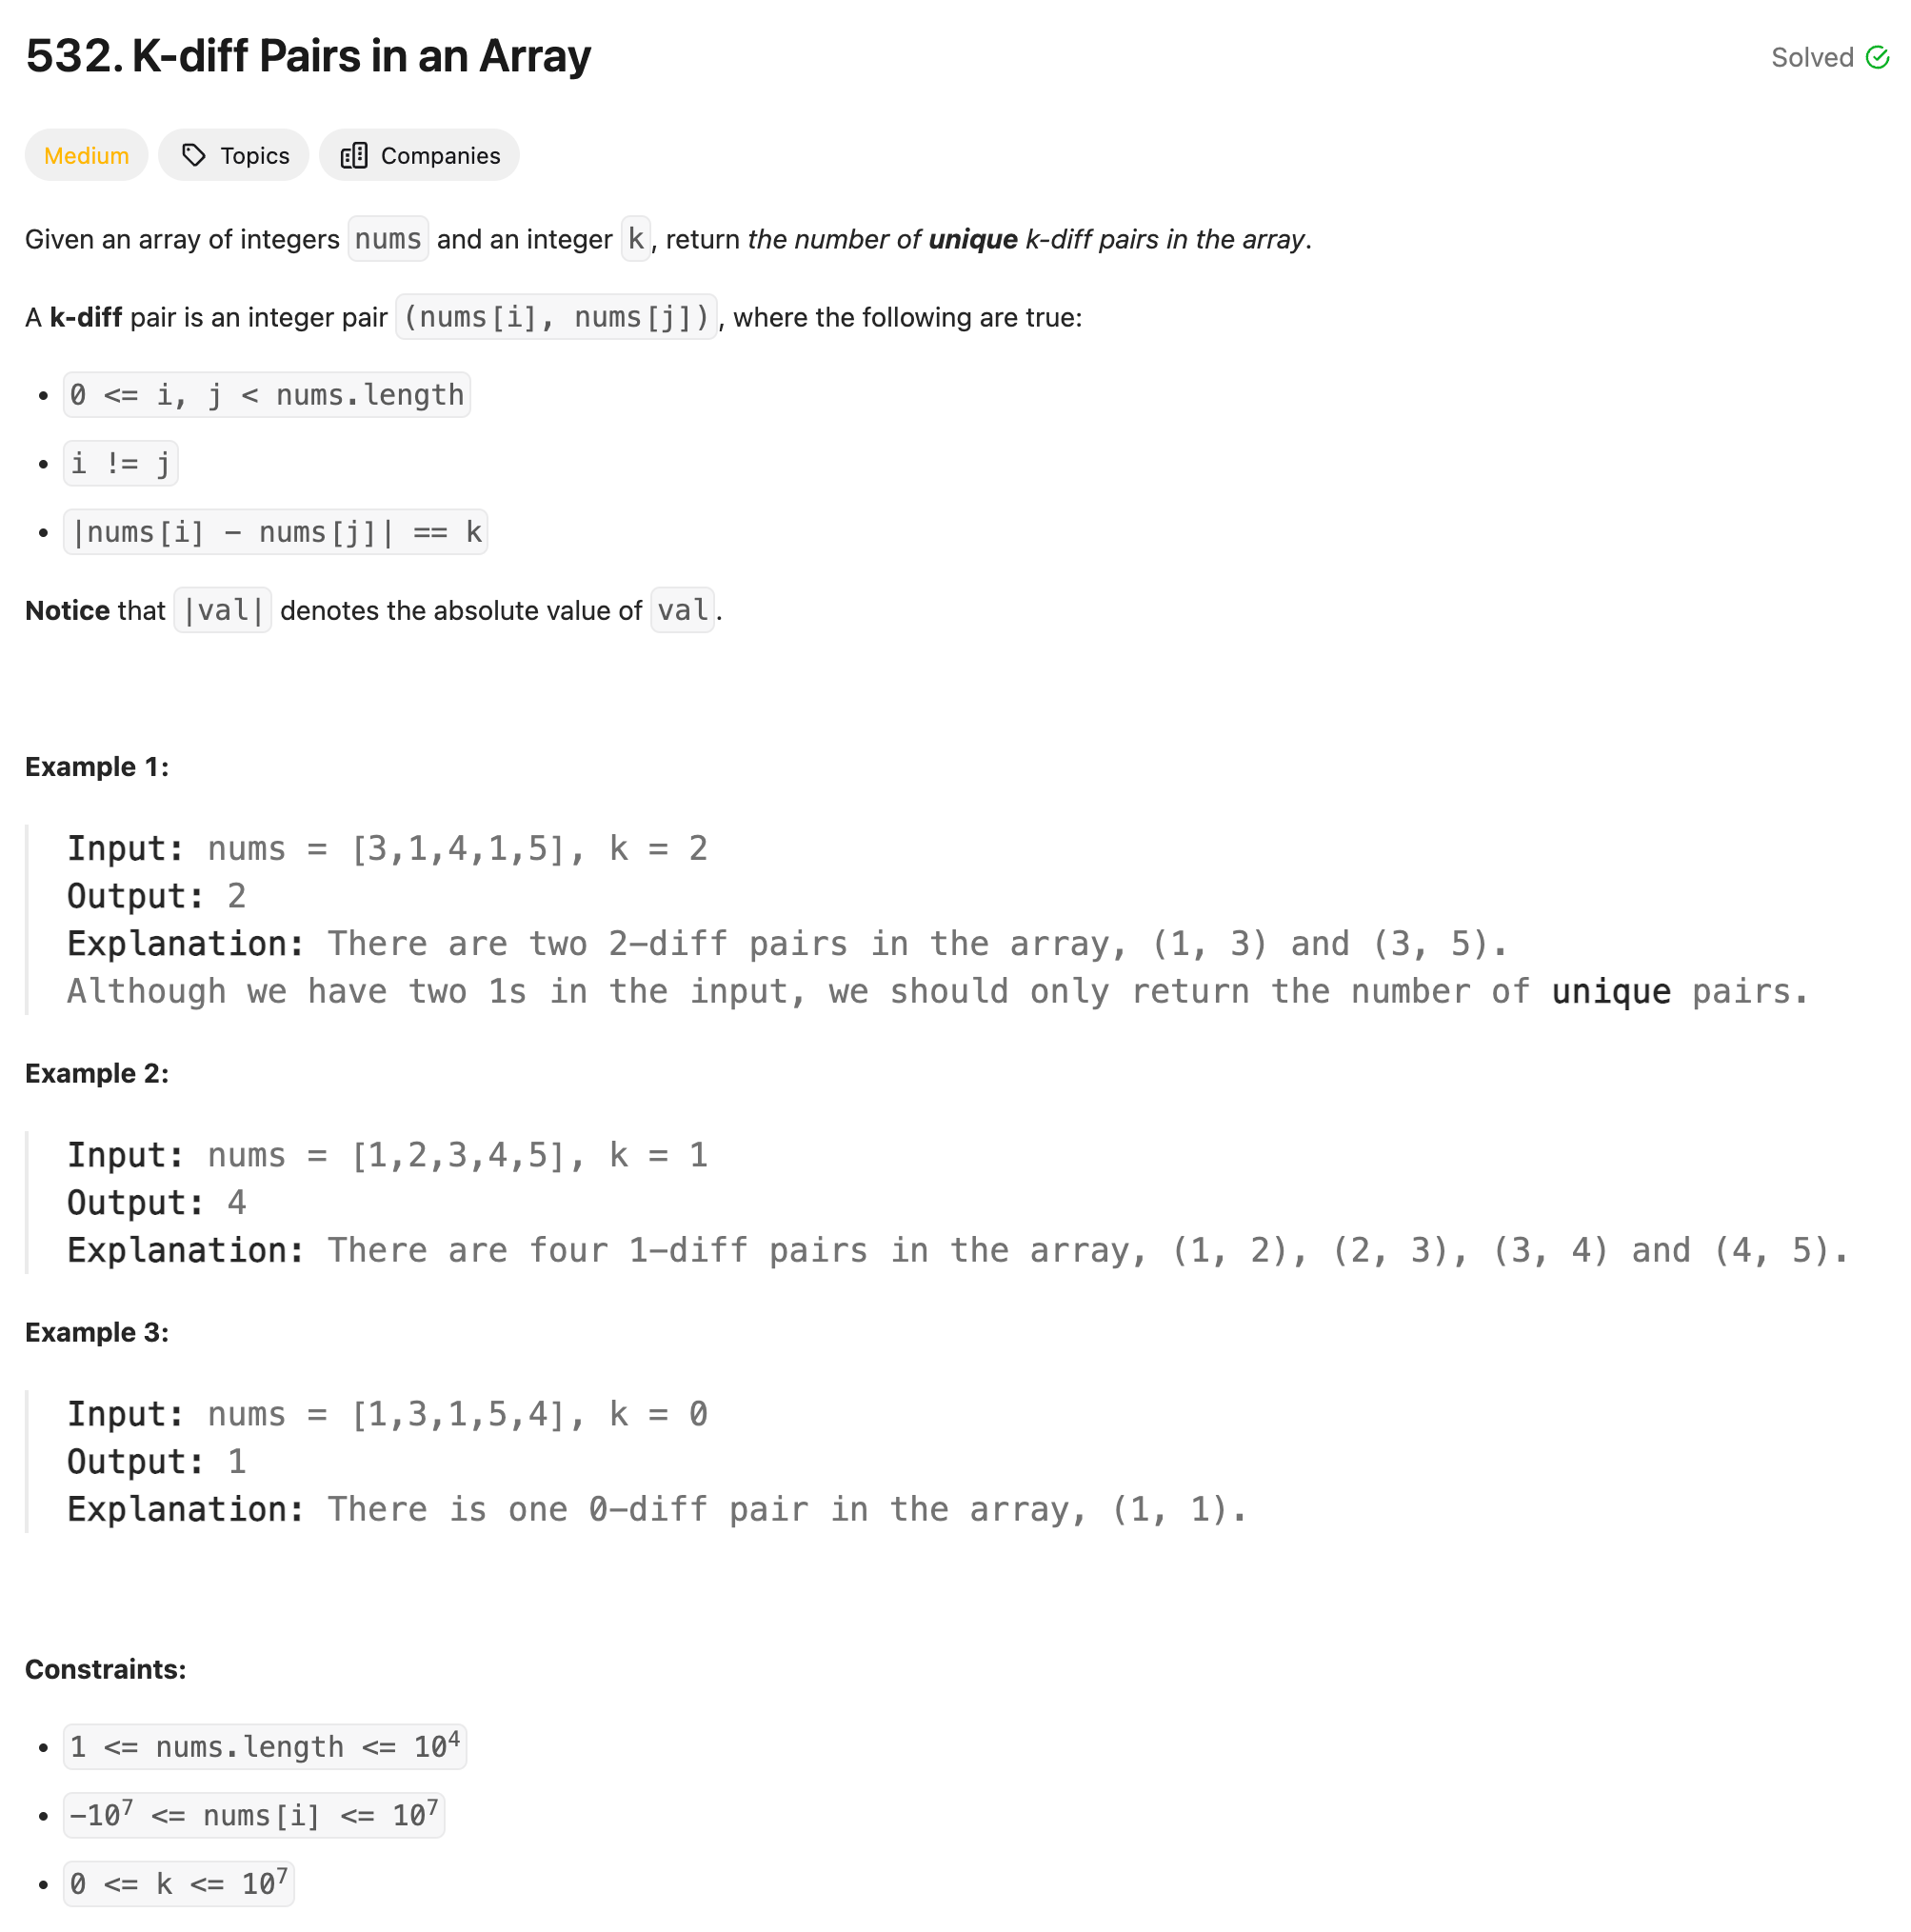 532. K-diff Pairs in an Array
Solved
Medium
Topics
Companies
Given an array of integers nums and an integer k, return the number of unique k-diff pairs in the array.
A k-diff pair is an integer pair (nums[i], nums[j]), where the following are true:
• 0 <= i, j < nums.length
• i != j
• |nums[i] - nums[j]| == k
Notice that |val| denotes the absolute value of val.
Example 1:
Input: nums = [3,1,4,1,5], k = 2
Output: 2
Explanation: There are two 2-diff pairs in the array, (1, 3) and (3, 5).
Although we have two 1s in the input, we should only return the number of unique pairs.
Example 2:
Input: nums = [1,2,3,4,5], k = 1
Output: 4
Explanation: There are four 1-diff pairs in the array, (1, 2), (2, 3), (3, 4) and (4, 5).
Example 3:
Input: nums = [1,3,1,5,4], k = 0
Output: 1
Explanation: There is one 0-diff pair in the array, (1, 1).
Constraints:
• 1 <= nums.length <= 10⁴
• -10⁷ <= nums[i] <= 10⁷
• 0 <= k <= 10⁷